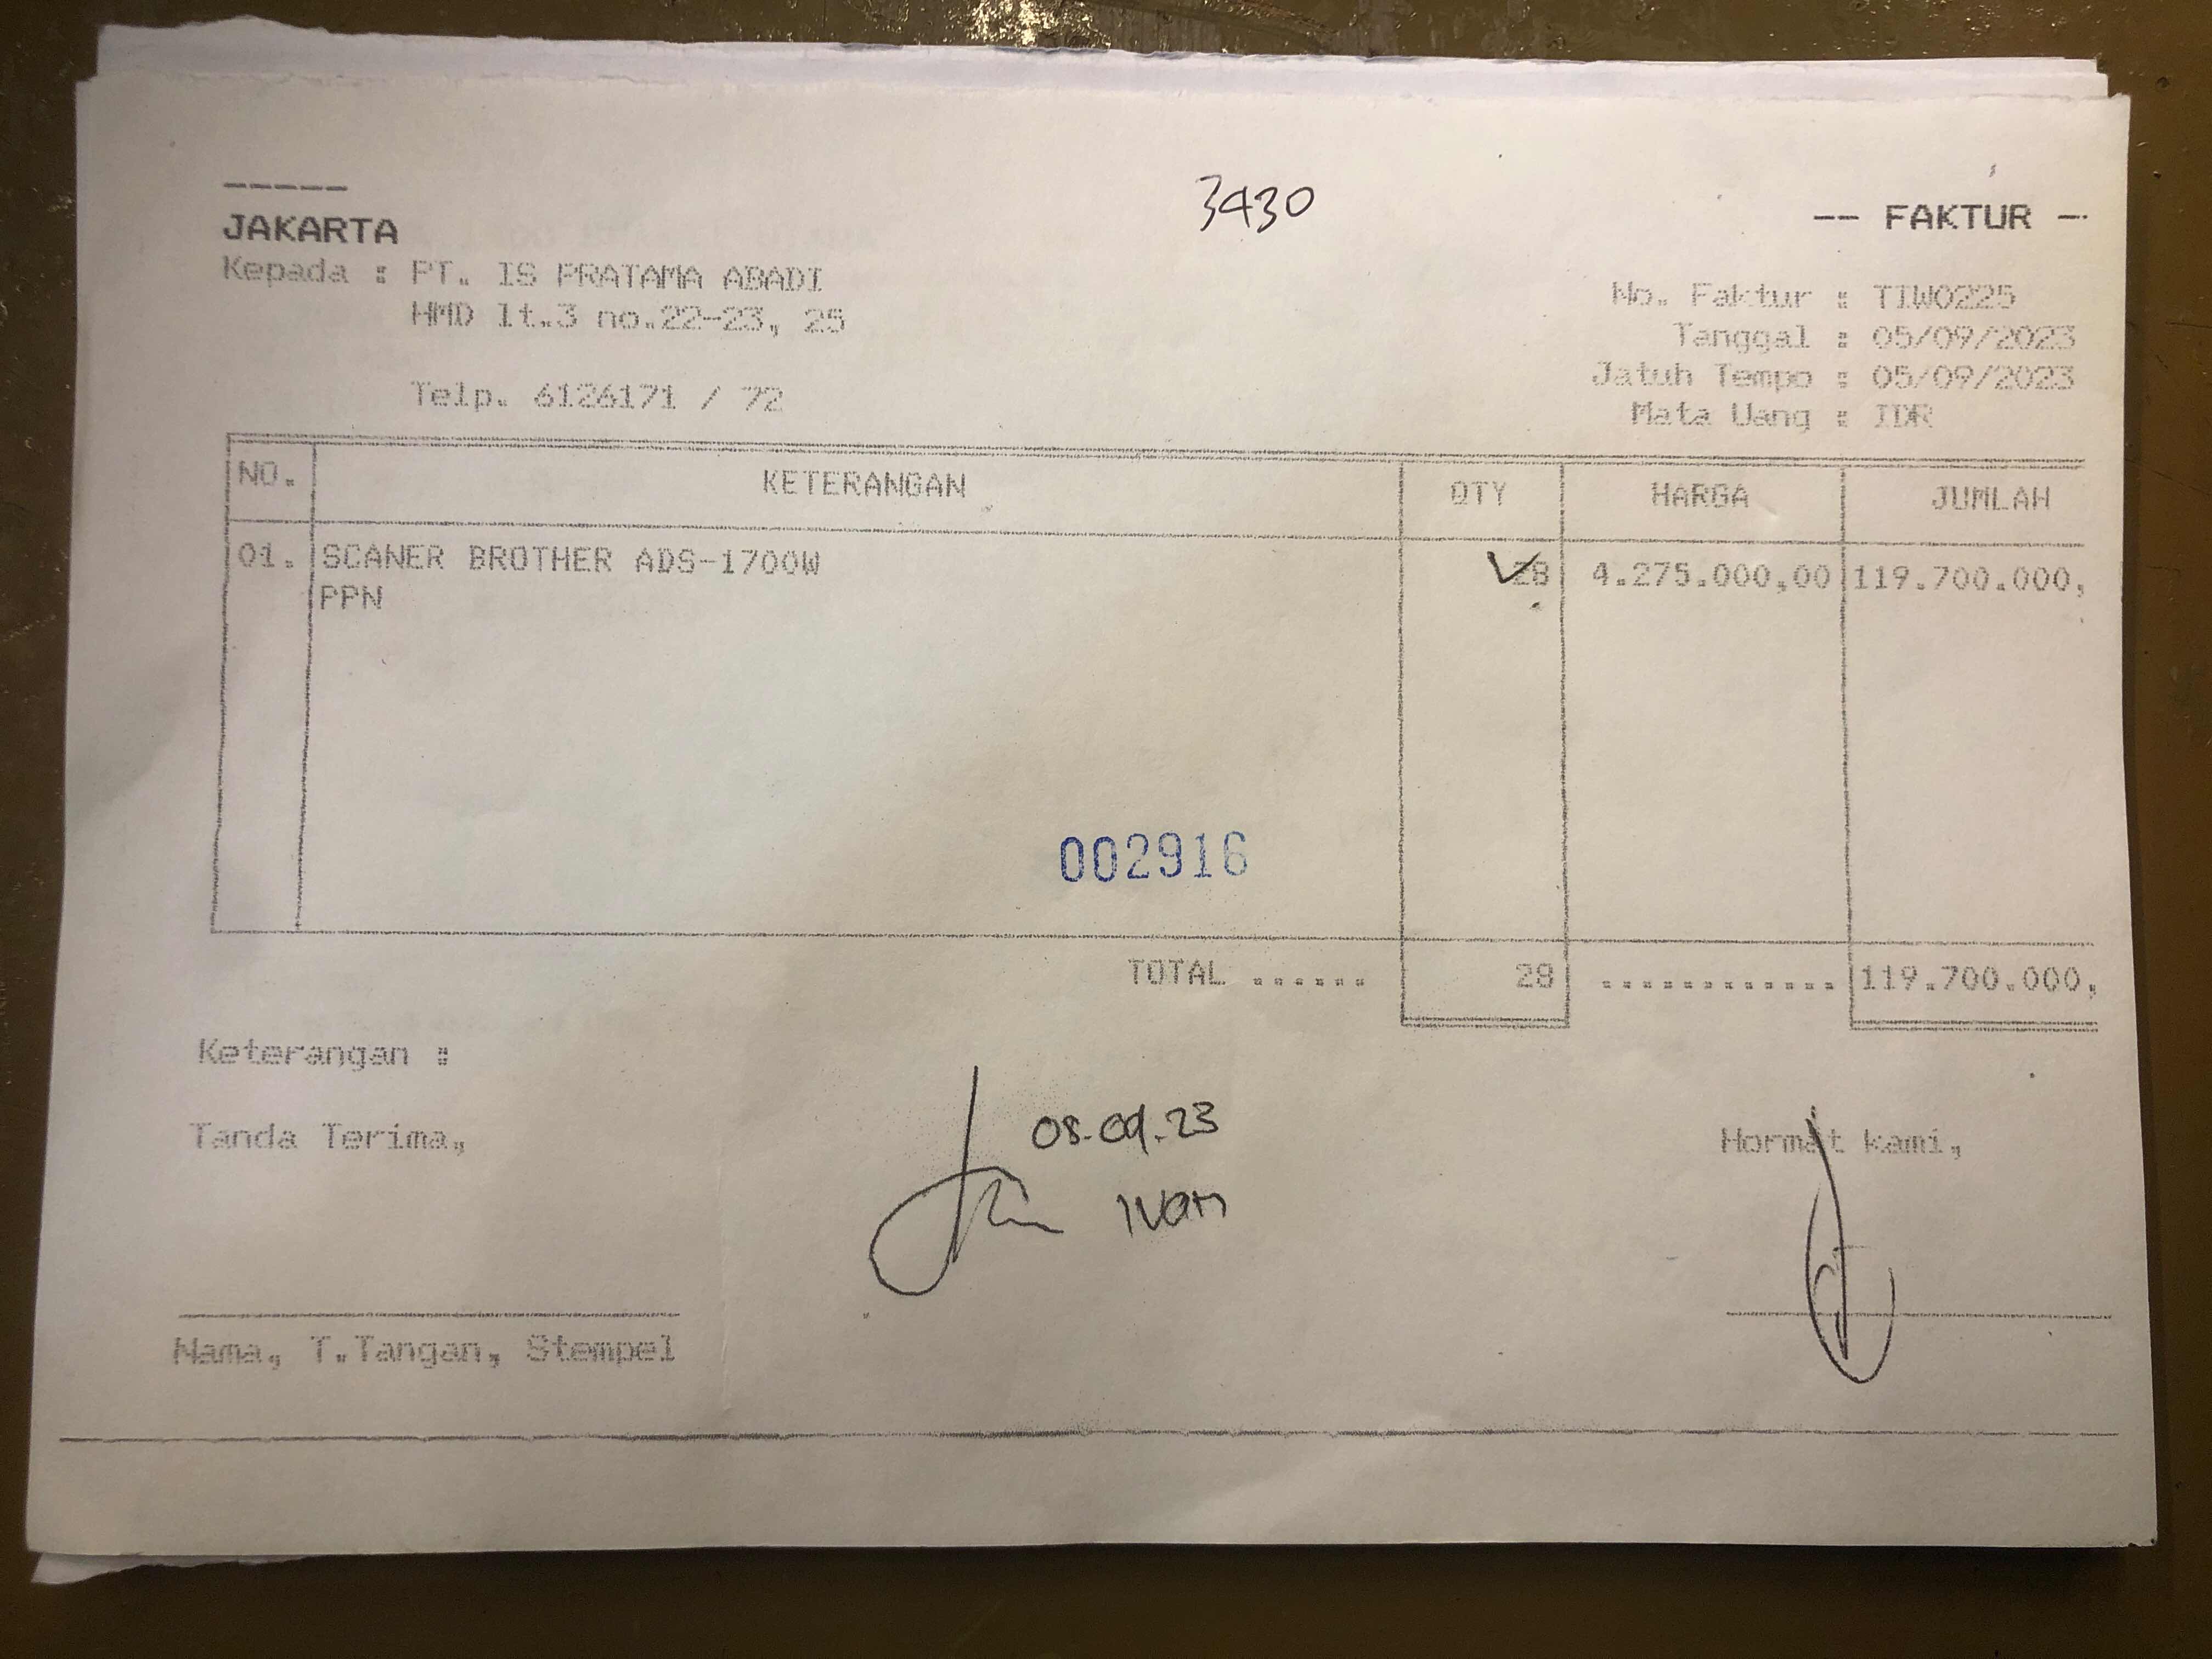 -----
3430
JAKARTA
-- FAKTUR --
Kepada : PT. IS PRATAMA ABADI
HMD lt.3 no.22-23, 25
Telp. 6126171 / 72
No. Faktur : TIW0225
Tanggal : 05/09/2023
Jatuh Tempo : 05/09/2023
Mata Uang : IDR
NO. KETERANGAN QTY HARGA JUMLAH
01. SCANER BROTHER ADS-1700W 28 4.275.000,00 119.700.000,
PPN
002916
TOTAL ...... 28 ............. 119.700.000,
Keterangan :
Tanda Terima,
08.09.23
IVAN
Hormat kami,
Nama, T.Tangan, Stempel